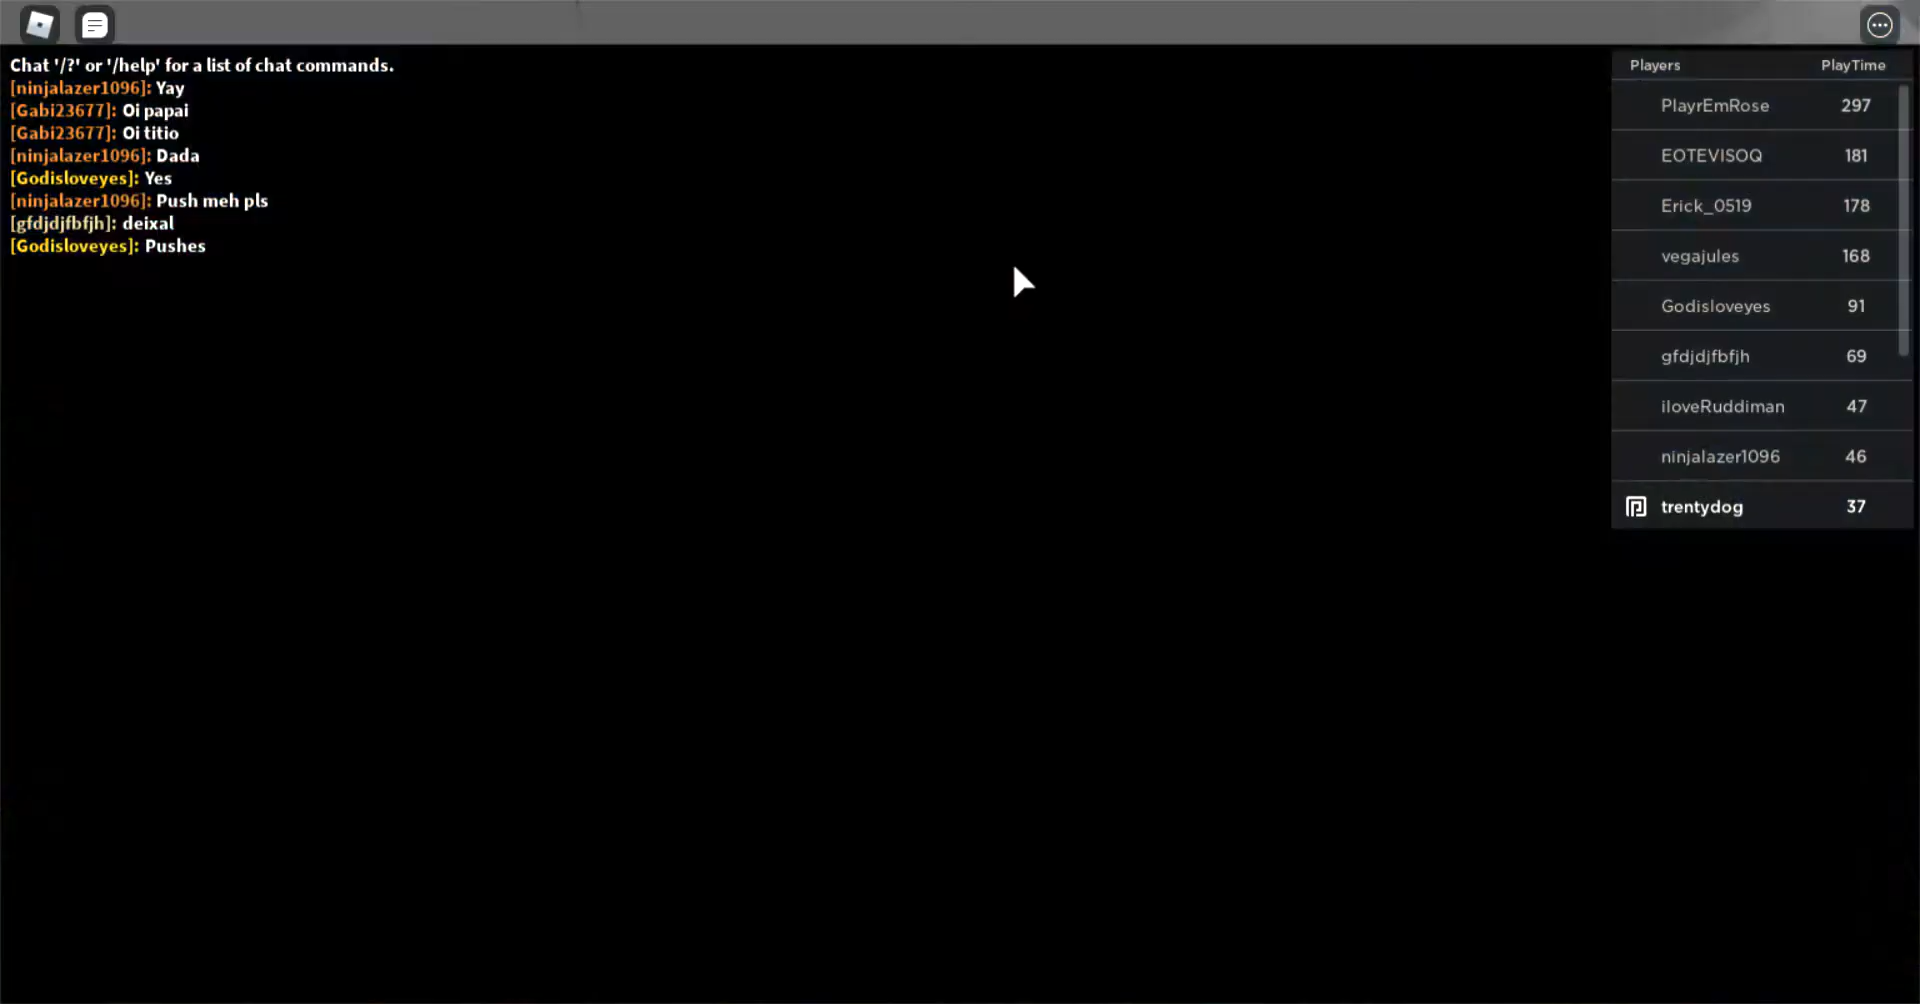 Chat '/?' or '/help' for a list of chat commands.
[ninjalazer1096]: Yay
[Gabi23677]: Oi papai
[Gabi23677]: Oi titio
[ninjalazer1096]: Dada
[Godisloveyes]: Yes
[ninjalazer1096]: Push meh pls
[gfdjdjfbfjh]: deixal
[Godisloveyes]: Pushes
Players PlayTime
PlayrEmRose 297
EOTEVISOQ 181
Erick_0519 178
vegajules 168
Godisloveyes 91
gfdjdjfbfjh 69
iloveRuddiman 47
ninjalazer1096 46
trentydog 37